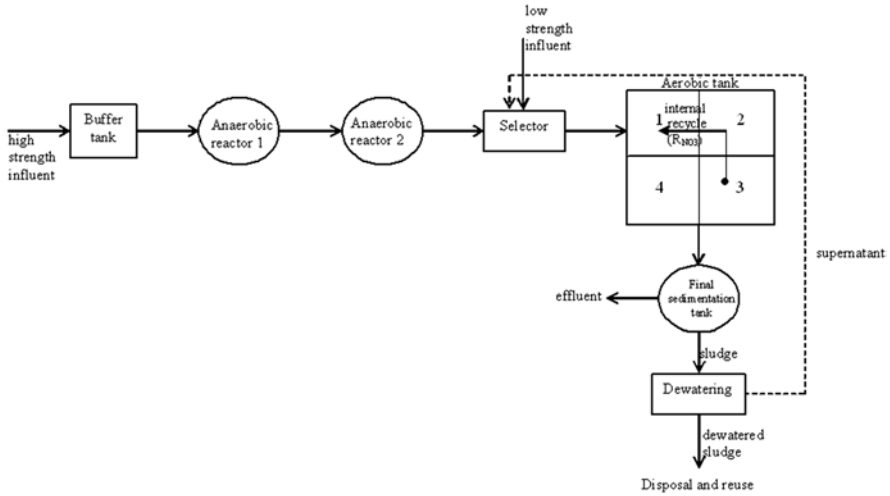 low
strength
influent
Aerobic tank
Buffer
tank
Anaerobic
reactor 1
Anaerobic
reactor 2
Selector
1
internal
recycle
(RNO3)
2
high
strength
influent
4
3
supernatant
effluent
Final
sedimentation
tank
sludge
Dewatering
dewatered
sludge
Disposal and reuse